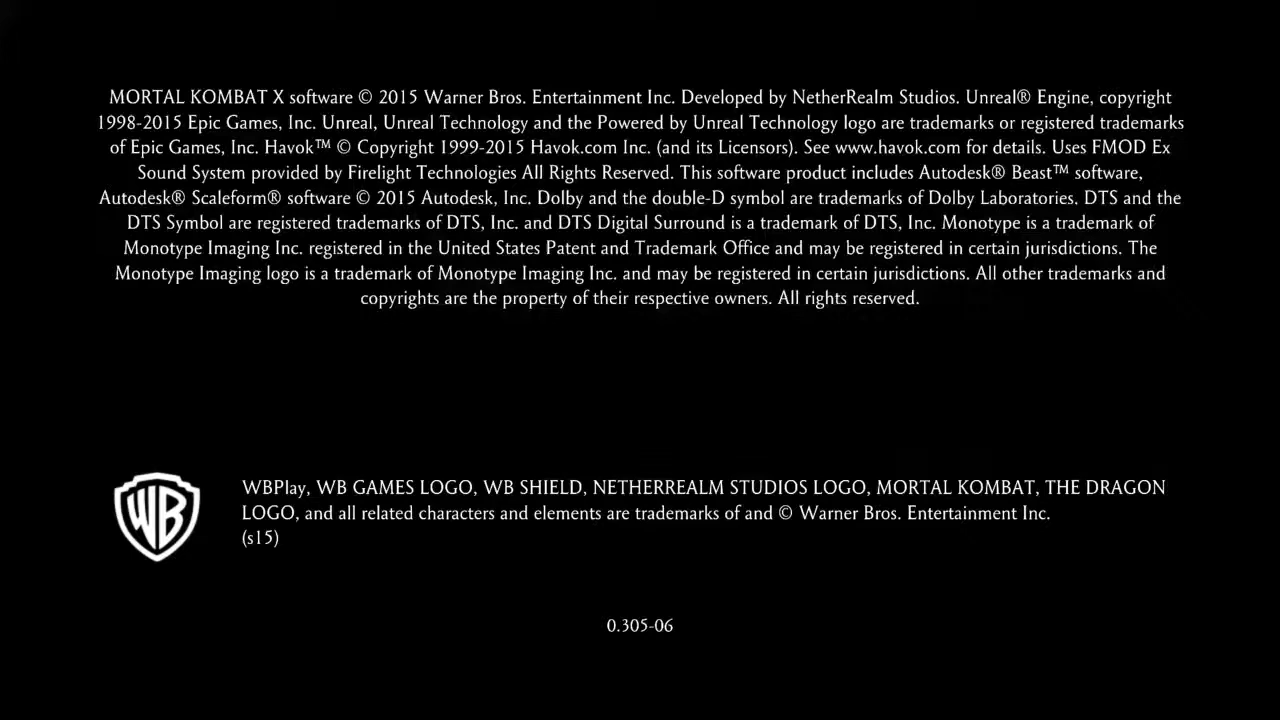 MORTAL KOMBAT X software © 2015 Warner Bros. Entertainment Inc. Developed by NetherRealm Studios. Unreal® Engine, copyright
1998-2015 Epic Games, Inc. Unreal, Unreal Technology and the Powered by Unreal Technology logo are trademarks or registered trademarks
of Epic Games, Inc. Havok™ © Copyright 1999-2015 Havok.com Inc. (and its Licensors). See www.havok.com for details. Uses FMOD Ex
Sound System provided by Firelight Technologies All Rights Reserved. This software product includes Autodesk® Beast™ software,
Autodesk® Scaleform® software © 2015 Autodesk, Inc. Dolby and the double-D symbol are trademarks of Dolby Laboratories. DTS and the
DTS Symbol are registered trademarks of DTS, Inc. and DTS Digital Surround is a trademark of DTS, Inc. Monotype is a trademark of
Monotype Imaging Inc. registered in the United States Patent and Trademark Office and may be registered in certain jurisdictions. The
Monotype Imaging logo is a trademark of Monotype Imaging Inc. and may be registered in certain jurisdictions. All other trademarks and
copyrights are the property of their respective owners. All rights reserved.
WB
WBPlay, WB GAMES LOGO, WB SHIELD, NETHERREALM STUDIOS LOGO, MORTAL KOMBAT, THE DRAGON
LOGO, and all related characters and elements are trademarks of and © Warner Bros. Entertainment Inc.
(s15)
0.305-06